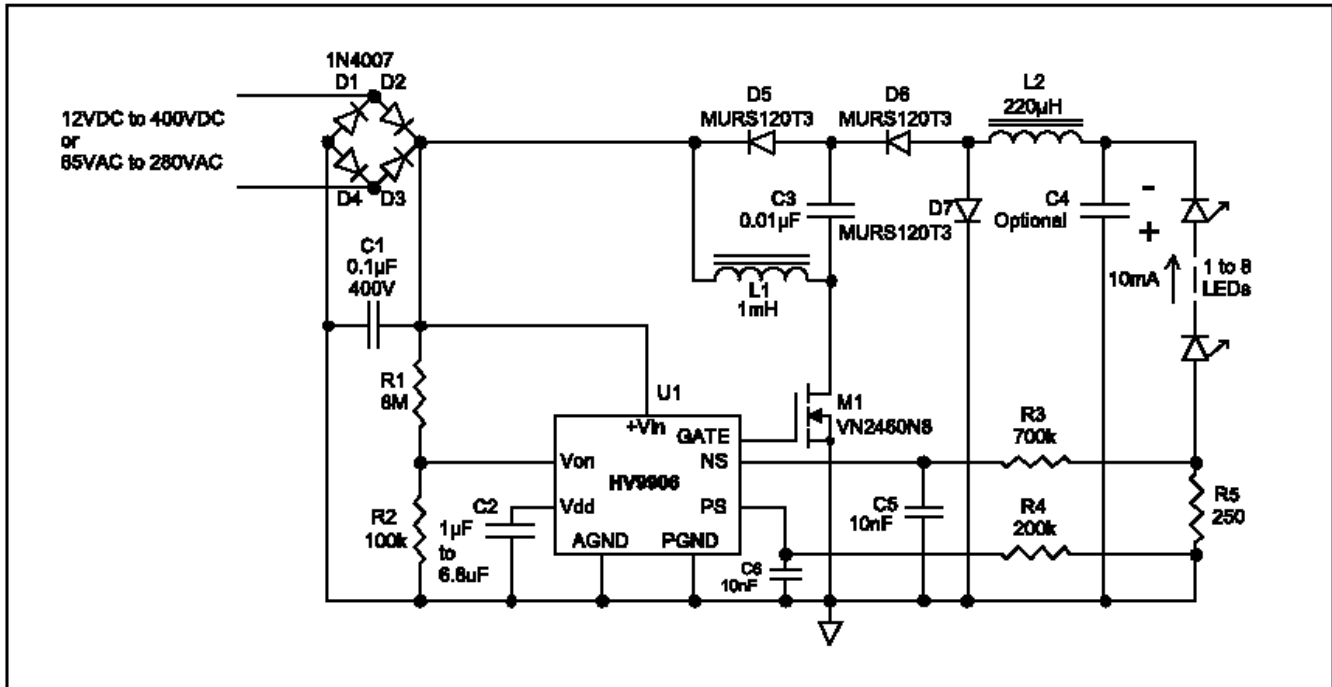 1N4007
D1 D2
12VDC to 400VDC
or
85VAC to 280VAC
D4 D3
D5
MURS120T3
D6
MURS120T3
L2
220µH
C3
0.01µF
D7
MURS120T3
C4
Optional
-
+
10mA
1 to 8
LEDs
L1
1mH
C1
0.1µF
400V
R1
6M
U1
+Vin
GATE
Von
NS
HV9906
Vdd
PS
AGND
PGND
M1
VN2460N8
R3
700k
R2
100k
C2
1µF
to
6.8uF
C5
10nF
R4
200k
R5
250
C6
10nF